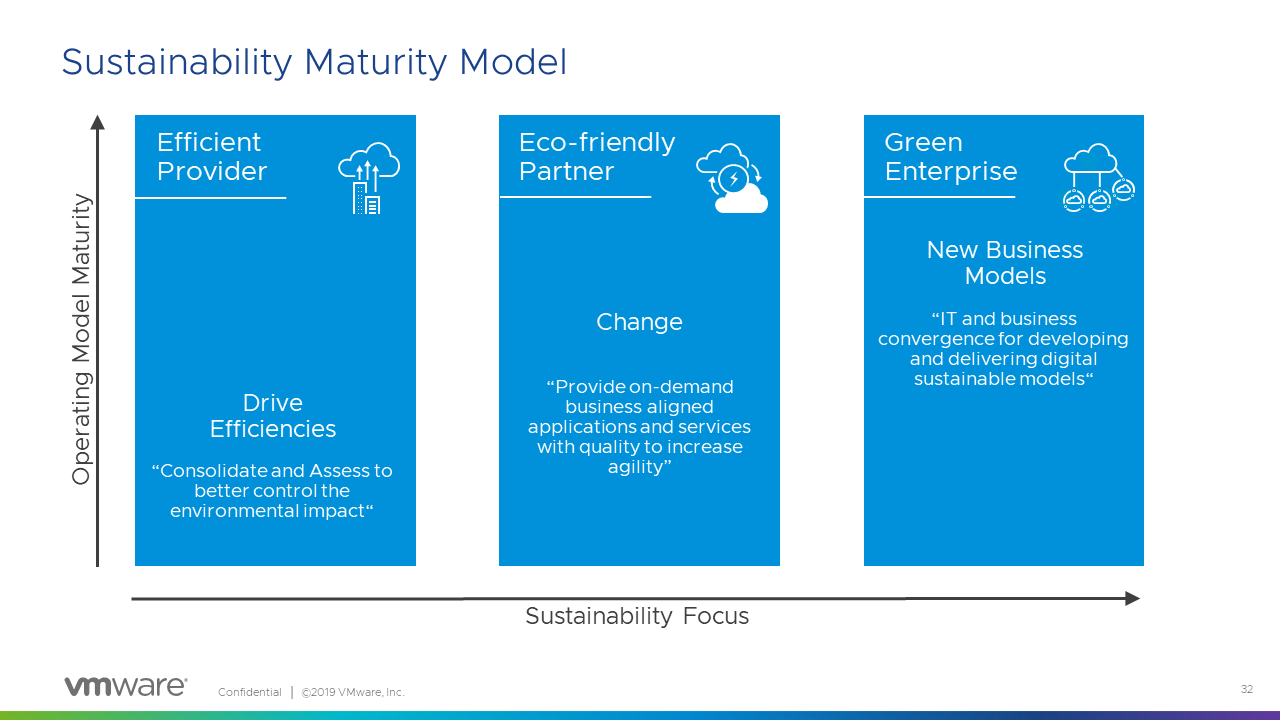 Sustainability Maturity Model
Operating Model Maturity
Efficient
Provider
Drive
Efficiencies
“Consolidate and Assess to
better control the
environmental impact“
Eco-friendly
Partner
Change
“Provide on-demand
business aligned
applications and services
with quality to increase
agility”
Green
Enterprise
New Business
Models
“IT and business
convergence for developing
and delivering digital
sustainable models“
Sustainability Focus
vmware®
Confidential | ©2019 VMware, Inc.
32